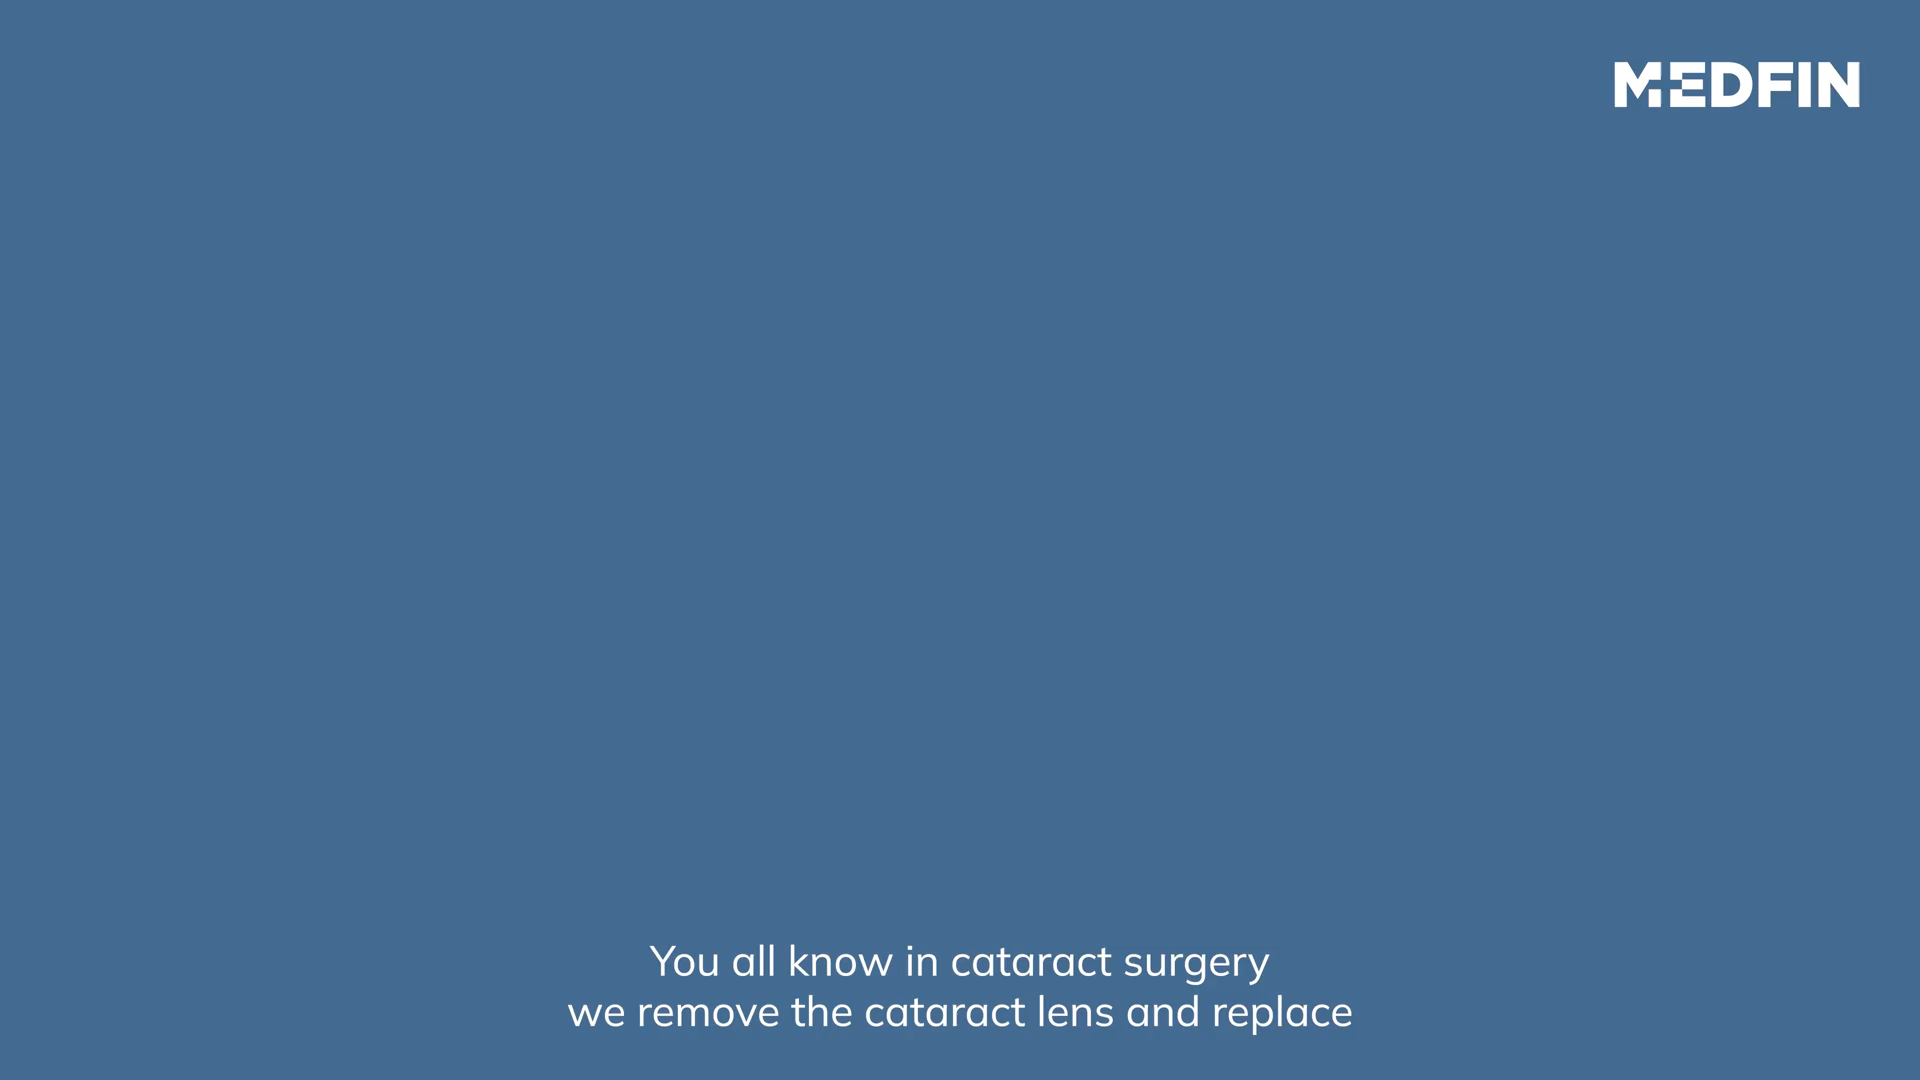 MEDFIN
You all know in cataract surgery
we remove the cataract lens and replace